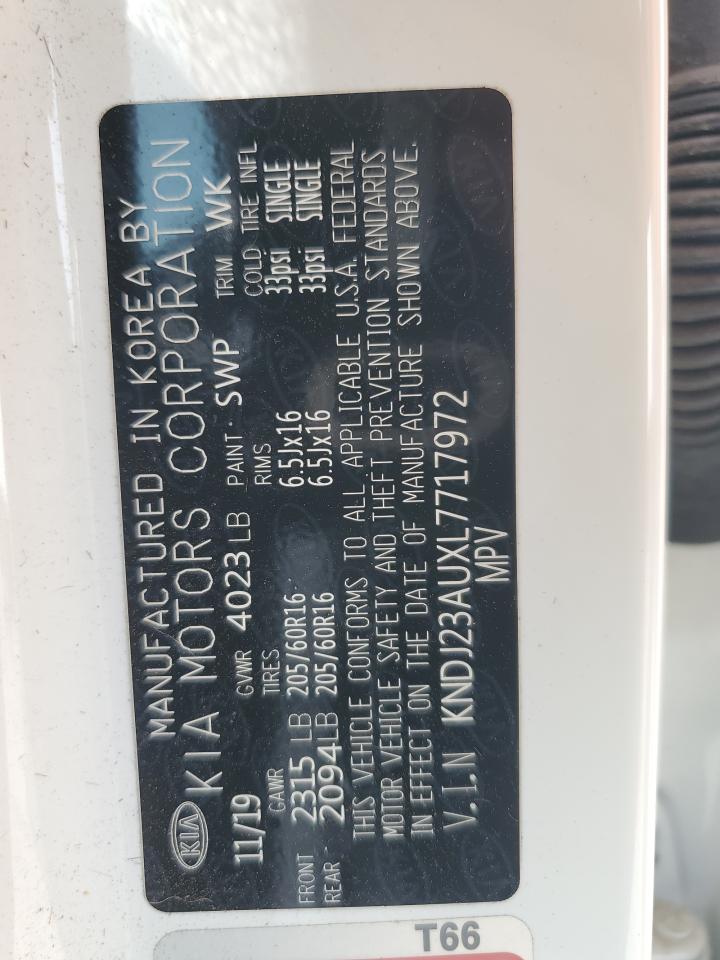 KIA
MANUFACTURED IN KOREA BY
KIA MOTORS CORPORATION
11/19 GVWR 4023 LB PAINT SWP TRIM WK
GAWR TIRES RIMS COLD TIRE INFL
FRONT 2315 LB 205/60R16 6.5Jx16 33psi SINGLE
REAR 2094 LB 205/60R16 6.5Jx16 33psi SINGLE
THIS VEHICLE CONFORMS TO ALL APPLICABLE U.S.A. FEDERAL
MOTOR VEHICLE SAFETY AND THEFT PREVENTION STANDARDS
IN EFFECT ON THE DATE OF MANUFACTURE SHOWN ABOVE.
V.I.N KNDJ23AUXL7717972
MPV
T66